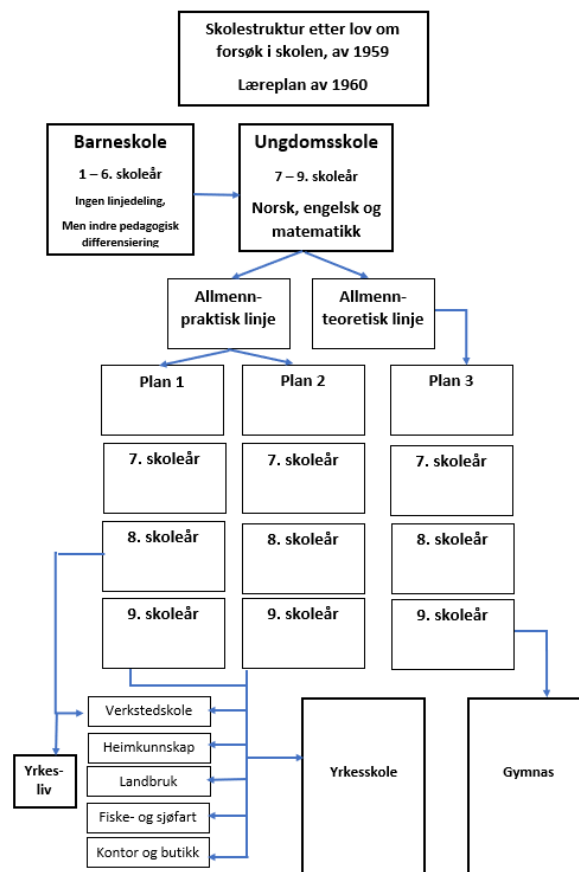 Skolestruktur etter lov om
forsøk i skolen, av 1959
Læreplan av 1960
Barneskole
1 – 6. skoleår
Ingen linjedeling,
Men indre pedagogisk
differensiering
Ungdomsskole
7 – 9. skoleår
Norsk, engelsk og
matematikk
Allmenn-
praktisk linje
Allmenn-
teoretisk linje
Plan 1
Plan 2
Plan 3
7. skoleår
7. skoleår
7. skoleår
8. skoleår
8. skoleår
8. skoleår
9. skoleår
9. skoleår
9. skoleår
Verkstedskole
Heimkunnskap
Landbruk
Fiske- og sjøfart
Kontor og butikk
Yrkes-
liv
Yrkesskole
Gymnas